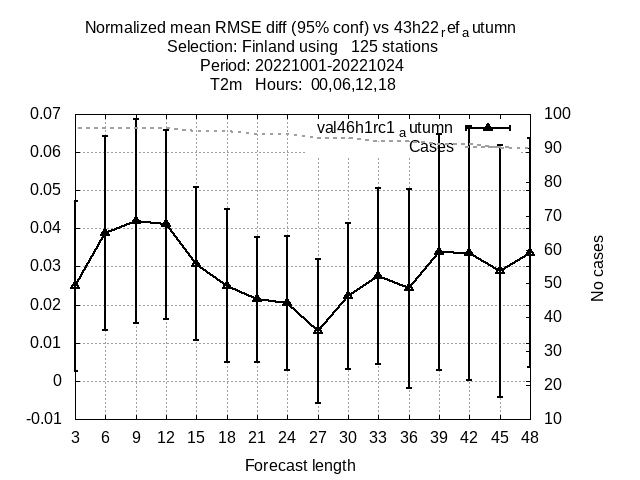 Normalized mean RMSE diff (95% conf) vs 43h22refautumn
Selection: Finland using 125 stations
Period: 20221001-20221024
T2m Hours: 00,06,12,18
val46h1rc1autumn
Cases
0.07
0.06
0.05
0.04
0.03
0.02
0.01
0
-0.01
100
90
80
70
60
50
40
30
20
10
No cases
3 6 9 12 15 18 21 24 27 30 33 36 39 42 45 48
Forecast length